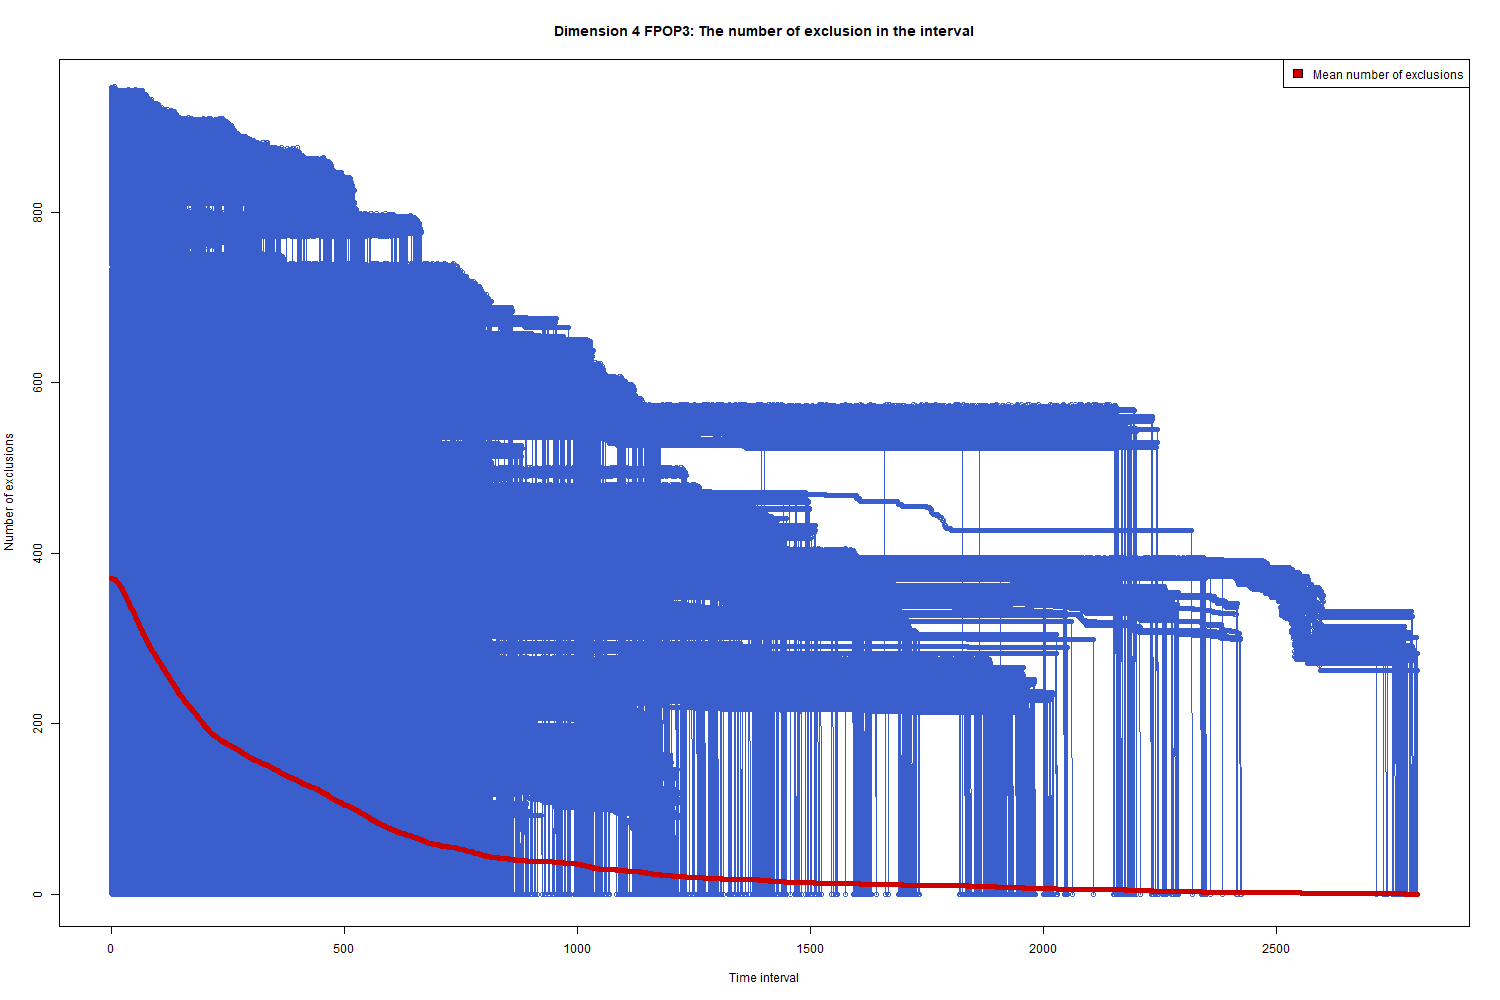 Dimension 4 FPOP3: The number of exclusion in the interval
Mean number of exclusions
Number of exclusions
800
600
400
200
0
0 500 1000 1500 2000 2500
Time interval